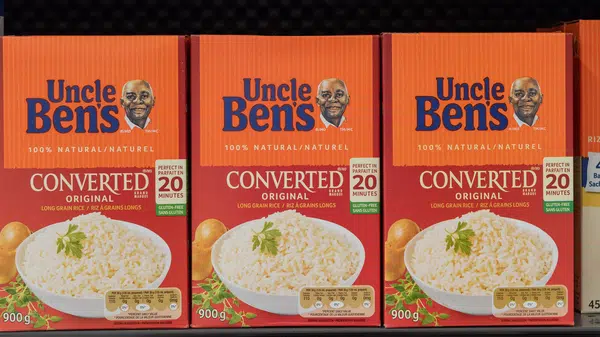 Uncle
BEN'S
100% NATURAL/NATUREL
CONVERTED
ORIGINAL
LONG GRAIN RICE / RIZ À GRAINS LONGS
PERFECT IN
PARFAIT EN
20
MINUTES
GLUTEN-FREE
SANS GLUTEN
900g
Uncle
BEN'S
100% NATURAL/NATUREL
CONVERTED
BRAND
ORIGINAL
LONG GRAIN RICE / RIZ À GRAINS LONGS
PERFECT IN
PARFAIT EN
20
MINUTES
GLUTEN-FREE
SANS GLUTEN
900g
Uncle
BEN'S
100% NATURAL/NATUREL
CONVERTED
BRAND
ORIGINAL
LONG GRAIN RICE / RIZ À GRAINS LONGS
PERFECT IN
PARFAIT EN
20
MINUTES
GLUTEN-FREE
SANS GLUTEN
900g
RIZ